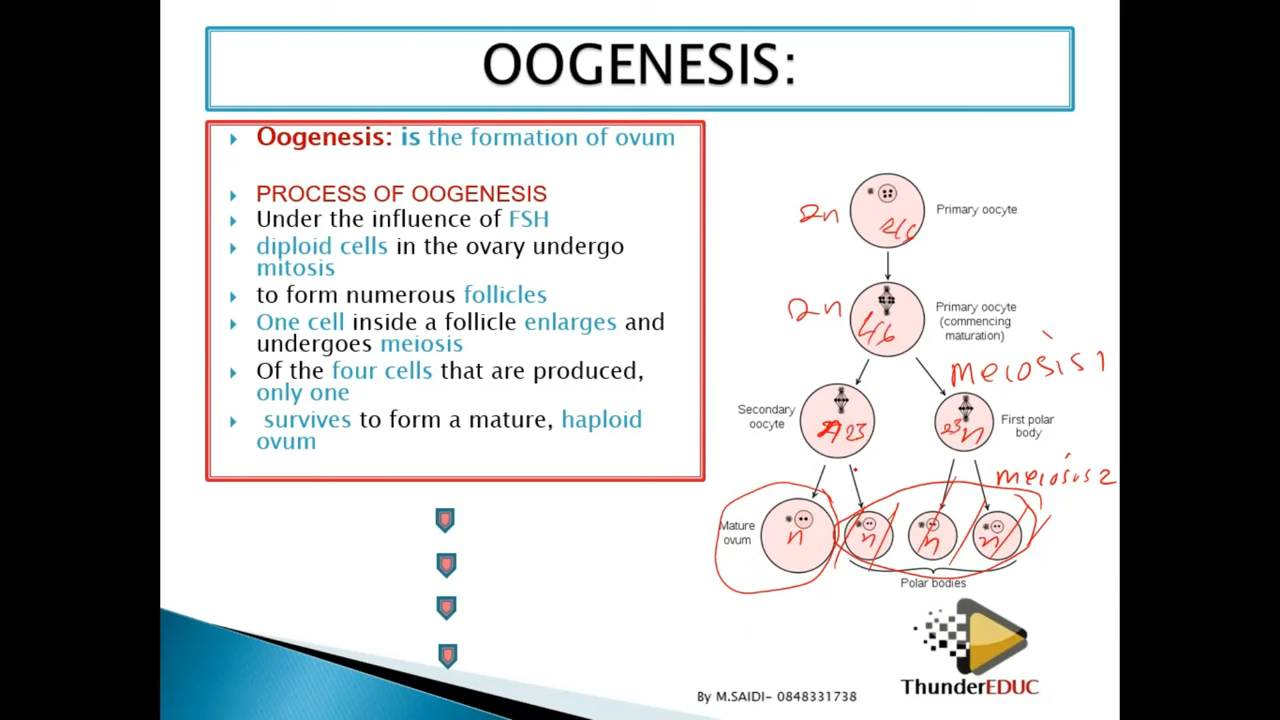 OOGENESIS:
Oogenesis: is the formation of ovum
PROCESS OF OOGENESIS
Under the influence of FSH
diploid cells in the ovary undergo
mitosis
to form numerous follicles
One cell inside a follicle enlarges and
undergoes meiosis
Of the four cells that are produced,
only one
survives to form a mature, haploid
ovum
2n
Primary oocyte
2n
46
Primary oocyte
(commencing
maturation)
meiosis 1
Secondary
oocyte
23
23 n
First polar
body
meiosus 2
Mature
ovum
n
n
n
n
Polar bodies
ThunderEDUC
By M.SAIDI- 0848331738